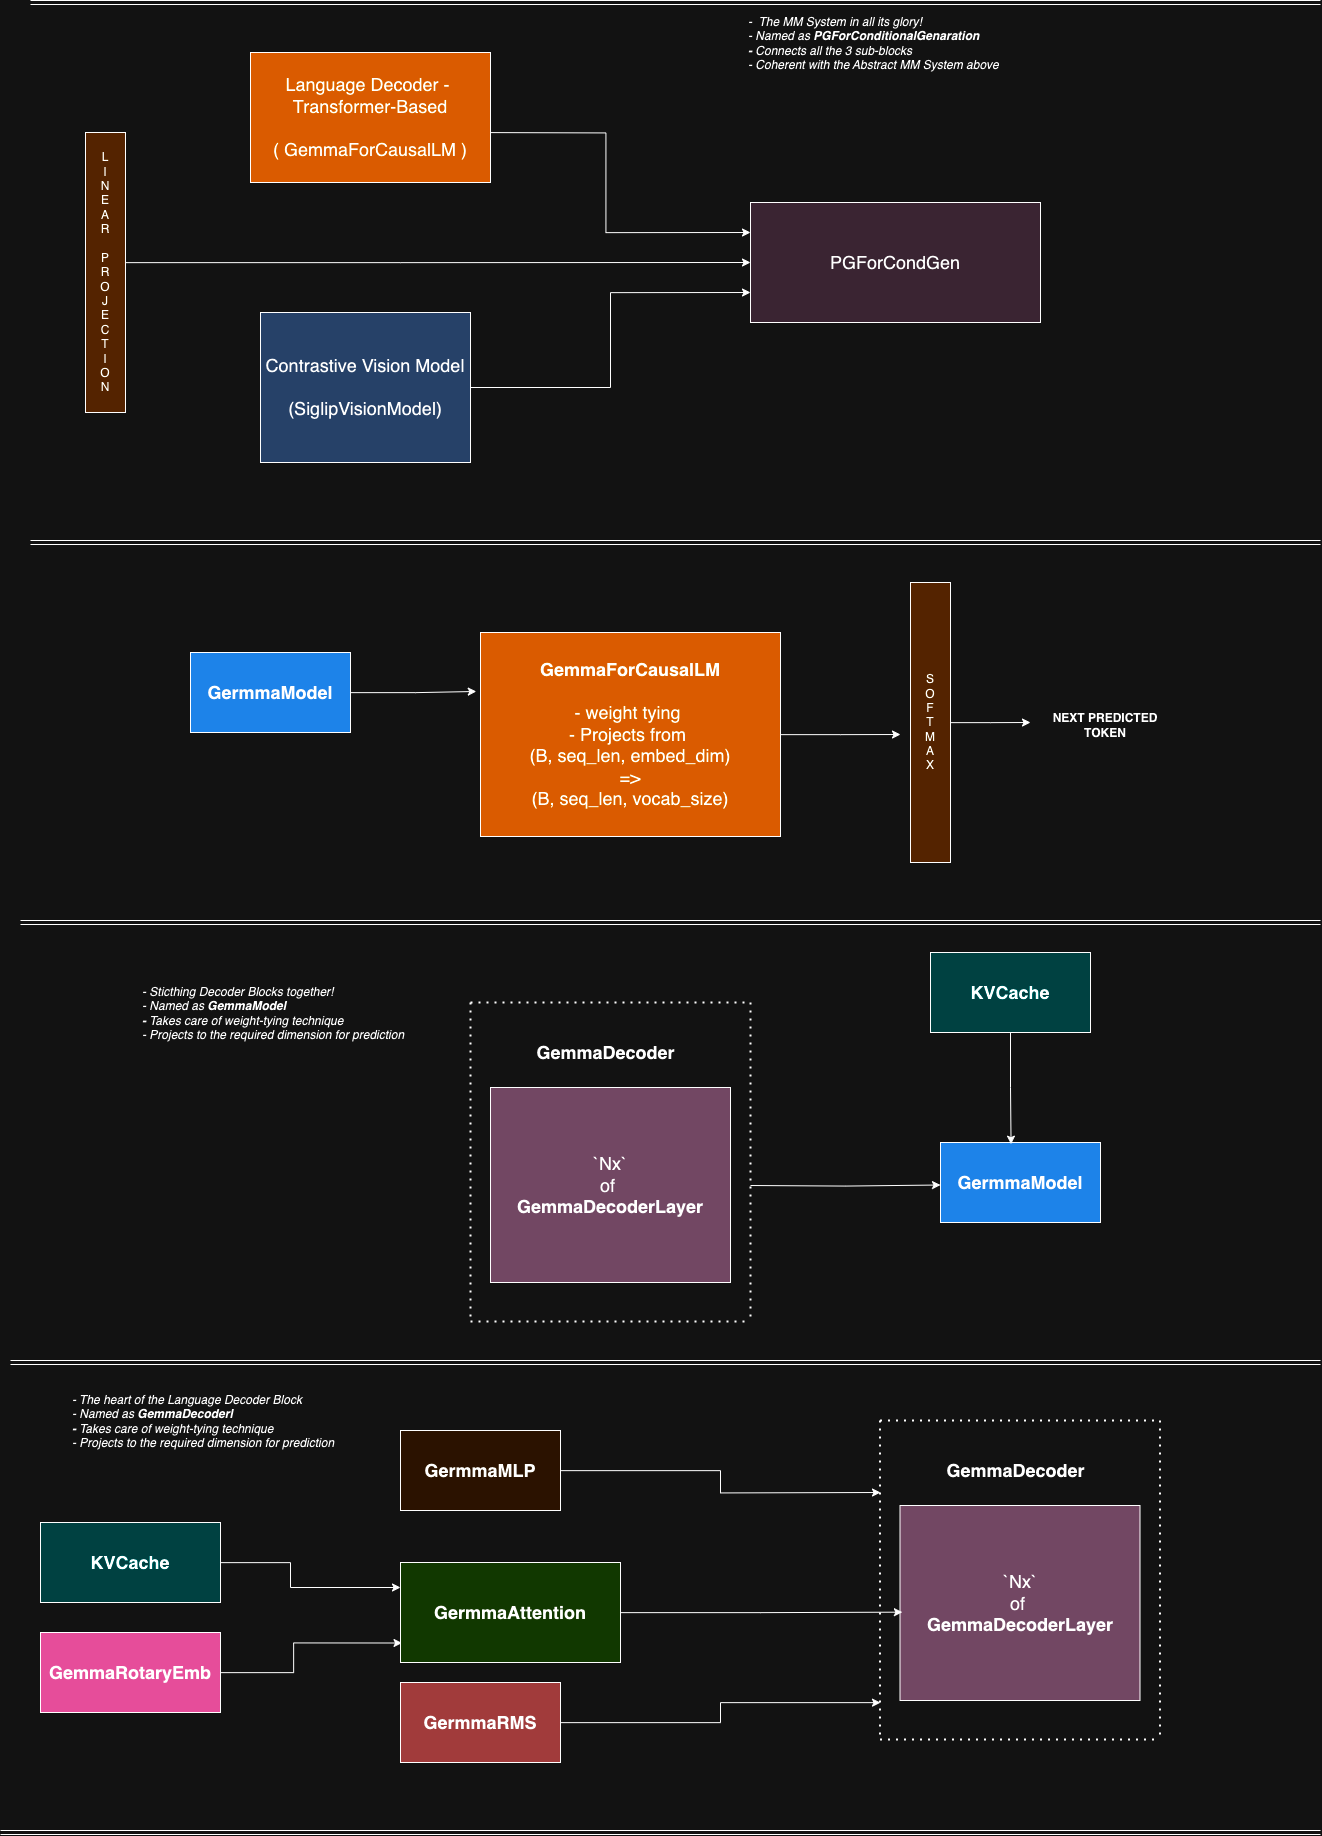 -  The MM System in all its glory!
- Named as PGForConditionalGenaration
- Connects all the 3 sub-blocks
- Coherent with the Abstract MM System above
Language Decoder -
Transformer-Based
( GemmaForCausalLM )
LINEAR PROJECTION
PGForCondGen
Contrastive Vision Model
(SiglipVisionModel)
GermmaModel
GemmaForCausalLM
- weight tying
- Projects from
(B, seq_len, embed_dim)
=>
(B, seq_len, vocab_size)
SOFTMAX
NEXT PREDICTED
TOKEN
- Sticthing Decoder Blocks together!
- Named as GemmaModel
- Takes care of weight-tying technique
- Projects to the required dimension for prediction
GemmaDecoder
`Nx`
of
GemmaDecoderLayer
KVCache
GermmaModel
- The heart of the Language Decoder Block
- Named as GemmaDecoderl
- Takes care of weight-tying technique
- Projects to the required dimension for prediction
GermmaMLP
KVCache
GermmaAttention
GemmaRotaryEmb
GermmaRMS
GemmaDecoder
`Nx`
of
GemmaDecoderLayer